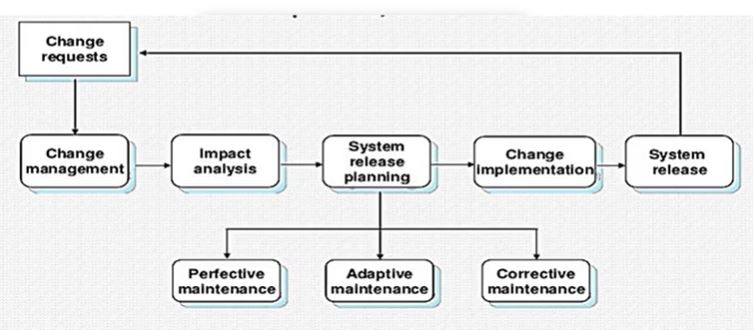 Change
requests
Change
management
Impact
analysis
System
release
planning
Change
implementation
System
release
Perfective
maintenance
Adaptive
maintenance
Corrective
maintenance